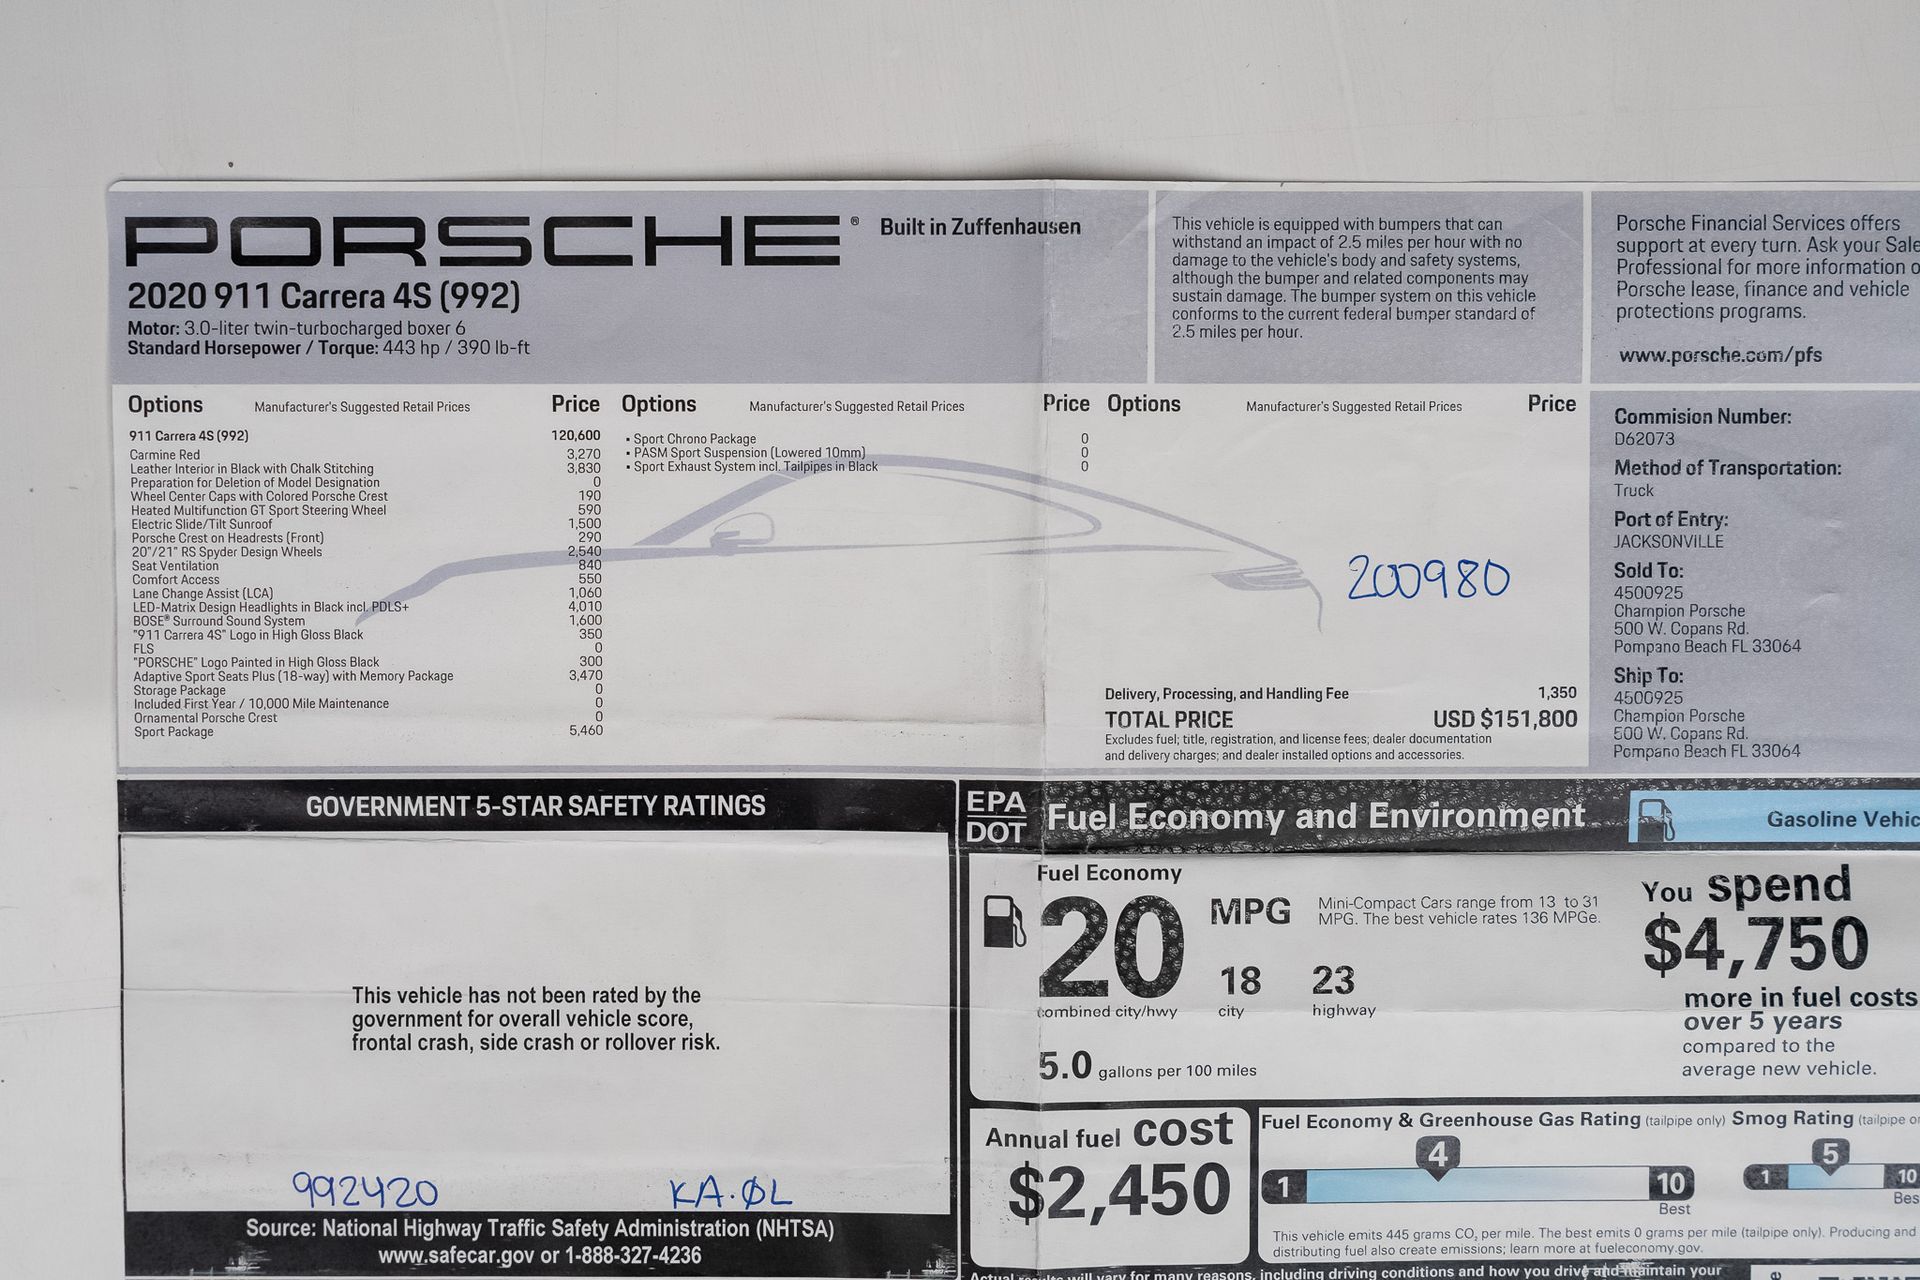 PORSCHE® Built in Zuffenhausen
2020 911 Carrera 4S (992)
Motor: 3.0-liter twin-turbocharged boxer 6
Standard Horsepower / Torque: 443 hp / 390 lb-ft
This vehicle is equipped with bumpers that can
withstand an impact of 2.5 miles per hour with no
damage to the vehicle's body and safety systems,
although the bumper and related components may
sustain damage. The bumper system on this vehicle
conforms to the current federal bumper standard of
2.5 miles per hour.
Porsche Financial Services offers
support at every turn. Ask your Sale
Professional for more information o
Porsche lease, finance and vehicle
protections programs.
www.porsche.com/pfs
Options Manufacturer's Suggested Retail Prices Price
911 Carrera 4S (992) 120,600
Carmine Red 3,270
Leather Interior in Black with Chalk Stitching 3,830
Preparation for Deletion of Model Designation 0
Wheel Center Caps with Colored Porsche Crest 190
Heated Multifunction GT Sport Steering Wheel 590
Electric Slide/Tilt Sunroof 1,500
Porsche Crest on Headrests (Front) 290
20"/21" RS Spyder Design Wheels 2,540
Seat Ventilation 840
Comfort Access 550
Lane Change Assist (LCA) 1,060
LED-Matrix Design Headlights in Black incl. PDLS+ 4,010
BOSE® Surround Sound System 1,600
"911 Carrera 4S" Logo in High Gloss Black 350
FLS 0
"PORSCHE" Logo Painted in High Gloss Black 300
Adaptive Sport Seats Plus (18-way) with Memory Package 3,470
Storage Package 0
Included First Year / 10,000 Mile Maintenance 0
Ornamental Porsche Crest 0
Sport Package 5,460
Options Manufacturer's Suggested Retail Prices Price
• Sport Chrono Package 0
• PASM Sport Suspension (Lowered 10mm) 0
• Sport Exhaust System incl. Tailpipes in Black 0
Options Manufacturer's Suggested Retail Prices Price
200980
Delivery, Processing, and Handling Fee 1,350
TOTAL PRICE USD $151,800
Excludes fuel; title, registration, and license fees; dealer documentation
and delivery charges; and dealer installed options and accessories.
Commision Number:
D62073
Method of Transportation:
Truck
Port of Entry:
JACKSONVILLE
Sold To:
4500925
Champion Porsche
500 W. Copans Rd.
Pompano Beach FL 33064
Ship To:
4500925
Champion Porsche
500 W. Copans Rd.
Pompano Beach FL 33064
GOVERNMENT 5-STAR SAFETY RATINGS
This vehicle has not been rated by the
government for overall vehicle score,
frontal crash, side crash or rollover risk.
992420 KA.ØL
Source: National Highway Traffic Safety Administration (NHTSA)
www.safecar.gov or 1-888-327-4236
EPA
DOT
Fuel Economy and Environment
Gasoline Vehic
Fuel Economy
20 MPG
combined city/hwy
18
city
23
highway
Mini-Compact Cars range from 13 to 31
MPG. The best vehicle rates 136 MPGe.
5.0 gallons per 100 miles
You spend
$4,750
more in fuel costs
over 5 years
compared to the
average new vehicle.
Annual fuel cost
$2,450
Fuel Economy & Greenhouse Gas Rating (tailpipe only)
4
1 10
Best
Smog Rating (tailpipe o
5
1 10
Bes
This vehicle emits 445 grams CO₂ per mile. The best emits 0 grams per mile (tailpipe only). Producing and
distributing fuel also create emissions; learn more at fueleconomy.gov.
Actual results will vary for many reasons, including driving conditions and how you drive and maintain your